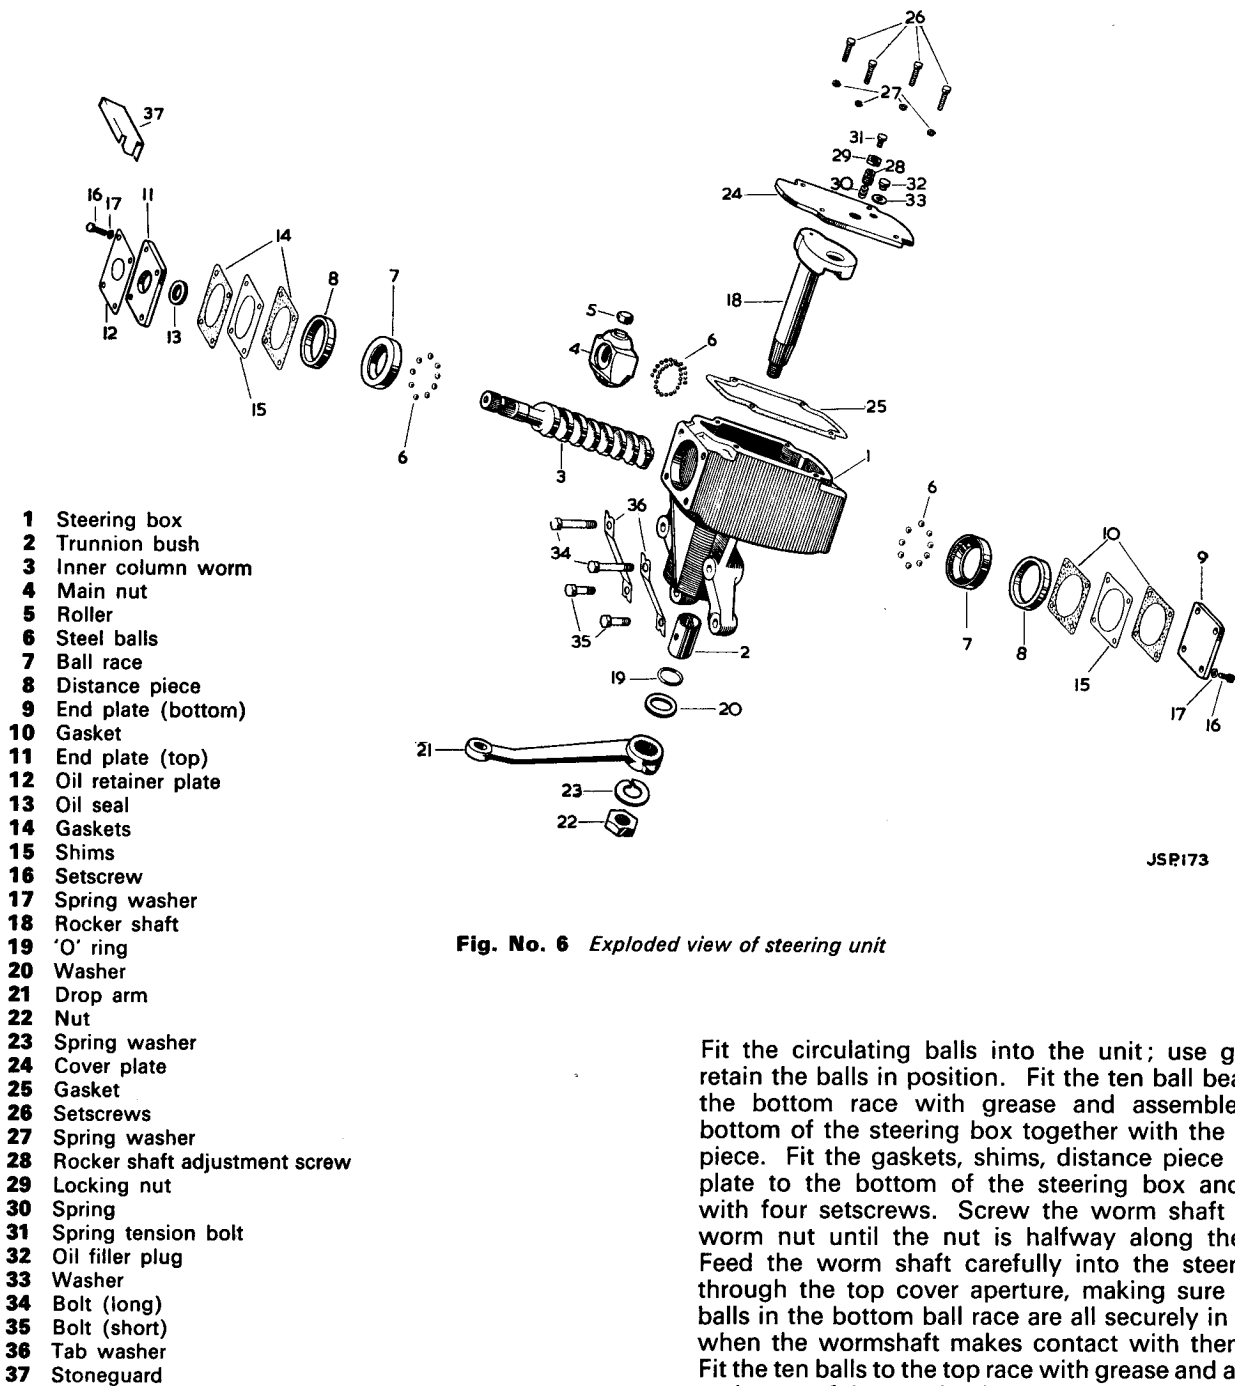 26
27
37
31
29
28
30
32
24
33
16
17
11
14
8
7
18
5
6
4
12
13
25
15
6
3
1
36
6
34
10
9
35
2
7
8
19
15
20
17
16
21
23
22
1 Steering box
2 Trunnion bush
3 Inner column worm
4 Main nut
5 Roller
6 Steel balls
7 Ball race
8 Distance piece
9 End plate (bottom)
10 Gasket
11 End plate (top)
12 Oil retainer plate
13 Oil seal
14 Gaskets
15 Shims
16 Setscrew
17 Spring washer
18 Rocker shaft
19 'O' ring
20 Washer
21 Drop arm
22 Nut
23 Spring washer
24 Cover plate
25 Gasket
26 Setscrews
27 Spring washer
28 Rocker shaft adjustment screw
29 Locking nut
30 Spring
31 Spring tension bolt
32 Oil filler plug
33 Washer
34 Bolt (long)
35 Bolt (short)
36 Tab washer
37 Stoneguard
JSP.173
Fig. No. 6 Exploded view of steering unit
Fit the circulating balls into the unit; use g
retain the balls in position. Fit the ten ball bea
the bottom race with grease and assemble
bottom of the steering box together with the
piece. Fit the gaskets, shims, distance piece
plate to the bottom of the steering box and
with four setscrews. Screw the worm shaft
worm nut until the nut is halfway along the
Feed the worm shaft carefully into the steer
through the top cover aperture, making sure
balls in the bottom ball race are all securely in
when the wormshaft makes contact with them
Fit the ten balls to the top race with grease and a